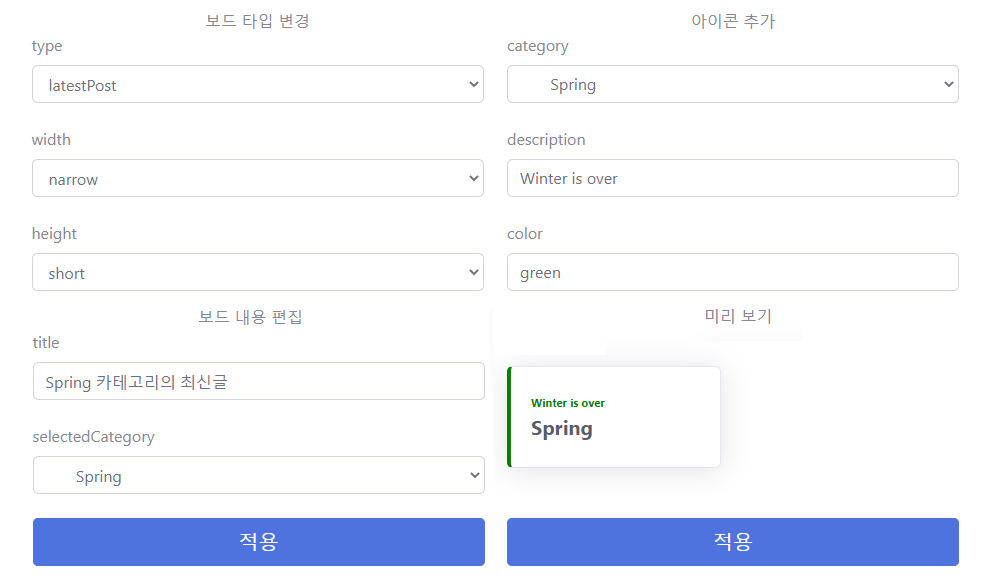 보드 타입 변경
type
latestPost
width
narrow
height
short
보드 내용 편집
title
Spring 카테고리의 최신글
selectedCategory
Spring
적용
아이콘 추가
category
Spring
description
Winter is over
color
green
미리 보기
Winter is over
Spring
적용